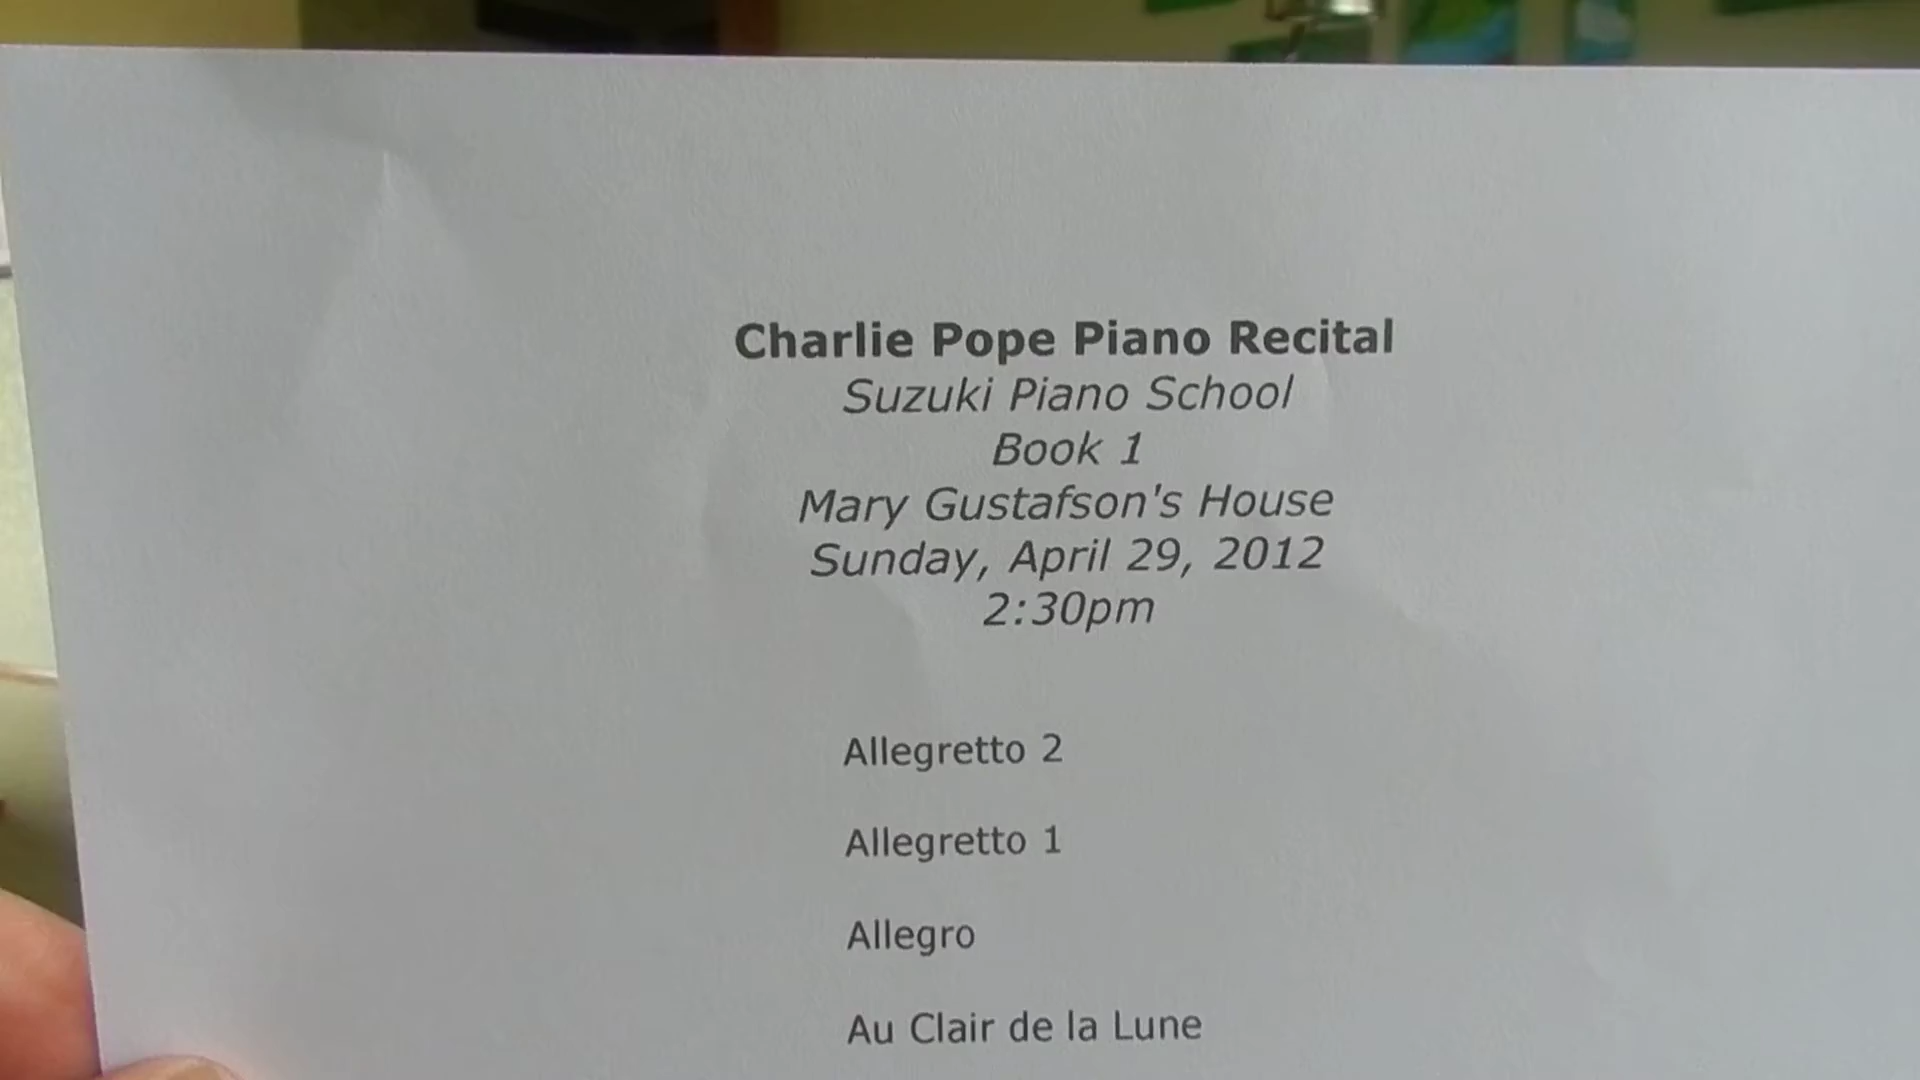 Charlie Pope Piano Recital
Suzuki Piano School
Book 1
Mary Gustafson's House
Sunday, April 29, 2012
2:30pm
Allegretto 2
Allegretto 1
Allegro
Au Clair de la Lune